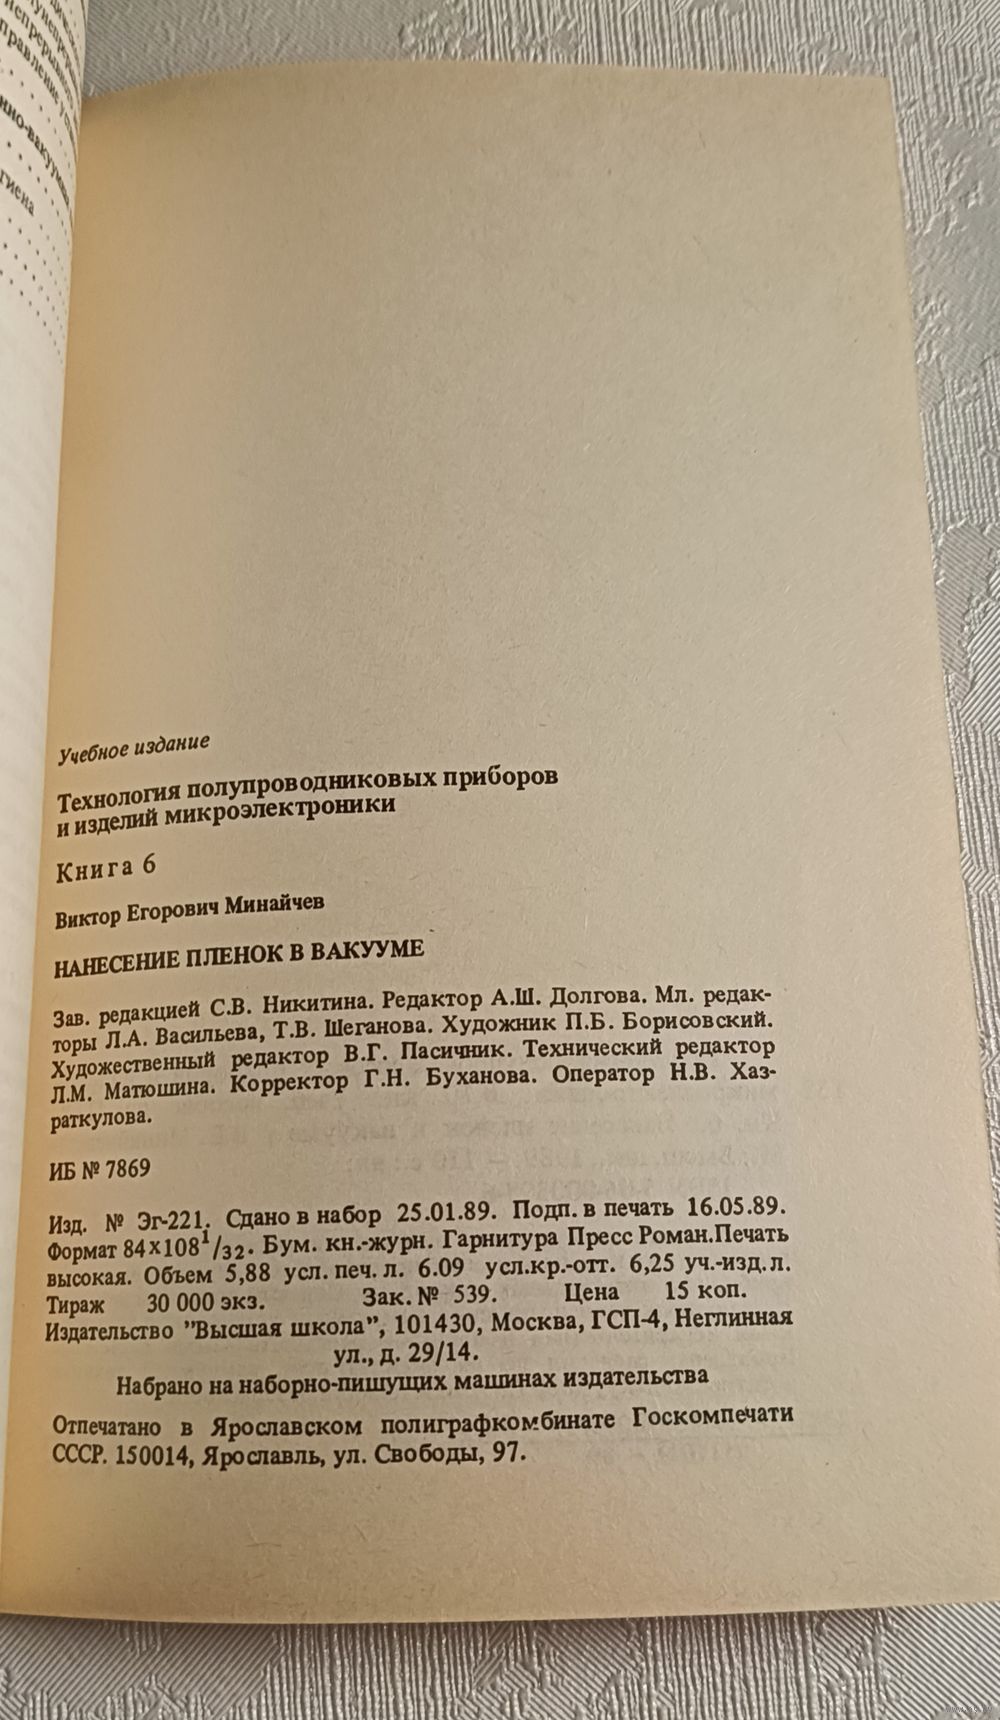 правление
нно-вакуумн
гиена
Учебное издание
Технология полупроводниковых приборов
и изделий микроэлектроники
Книга 6
Виктор Егорович Минайчев
НАНЕСЕНИЕ ПЛЕНОК В ВАКУУМЕ
Зав. редакцией С.В. Никитина. Редактор А.Ш. Долгова. Мл. редак-
торы Л.А. Васильева, Т.В. Шеганова. Художник П.Б. Борисовский.
Художественный редактор В.Г. Пасичник. Технический редактор
Л.М. Матюшина. Корректор Г.Н. Буханова. Оператор Н.В. Хаз-
раткулова.
ИБ № 7869
Изд. № Эг-221. Сдано в набор 25.01.89. Подп. в печать 16.05.89.
Формат 84х108 1/32. Бум. кн.-журн. Гарнитура Пресс Роман.Печать
высокая. Объем 5,88 усл. печ. л. 6.09 усл.кр.-отт. 6,25 уч.-изд. л.
Тираж 30 000 экз. Зак. № 539. Цена 15 коп.
Издательство "Высшая школа", 101430, Москва, ГСП-4, Неглинная
ул., д. 29/14.
Набрано на наборно-пишущих машинах издательства
Отпечатано в Ярославском полиграфкомбинате Госкомпечати
СССР. 150014, Ярославль, ул. Свободы, 97.